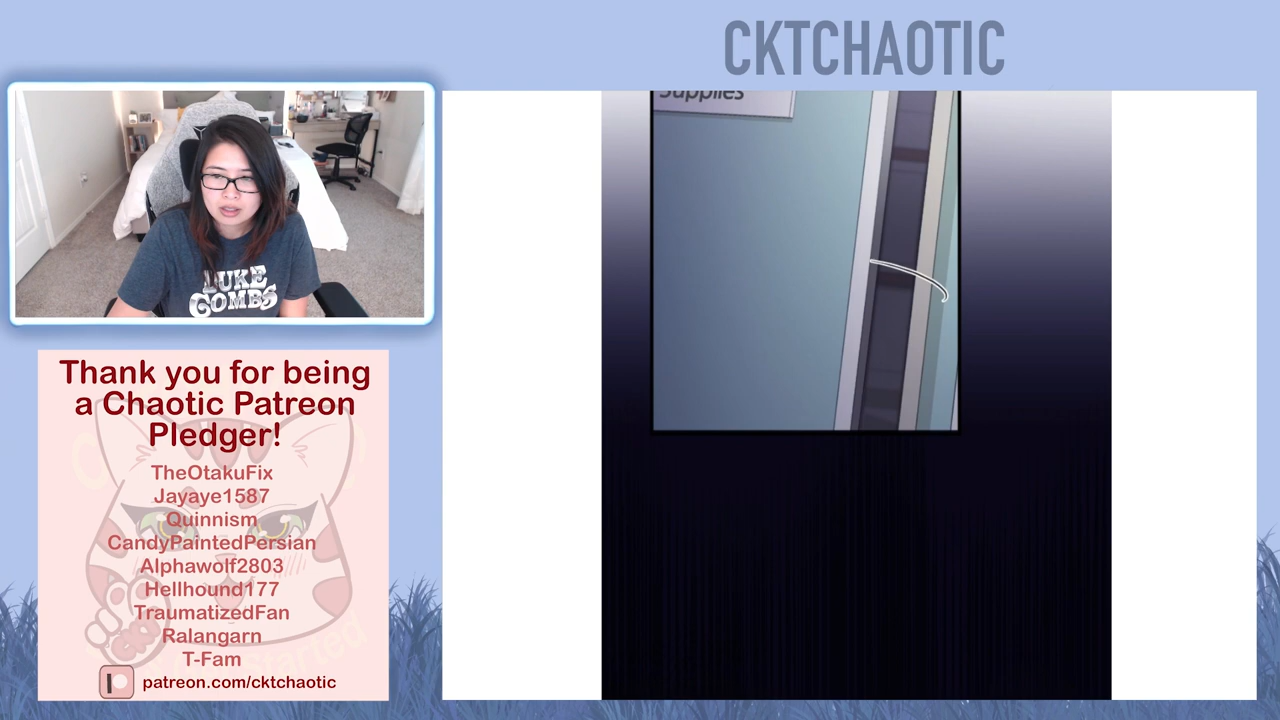 CKTCHAOTIC
Supplies
LUKE
COMBS
Thank you for being
a Chaotic Patreon
Pledger!
TheOtakuFix
Jayaye1587
Quinnism
CandyPaintedPersian
Alphawolf2803
Hellhound177
TraumatizedFan
Ralangarn
T-Fam
patreon.com/cktchaotic